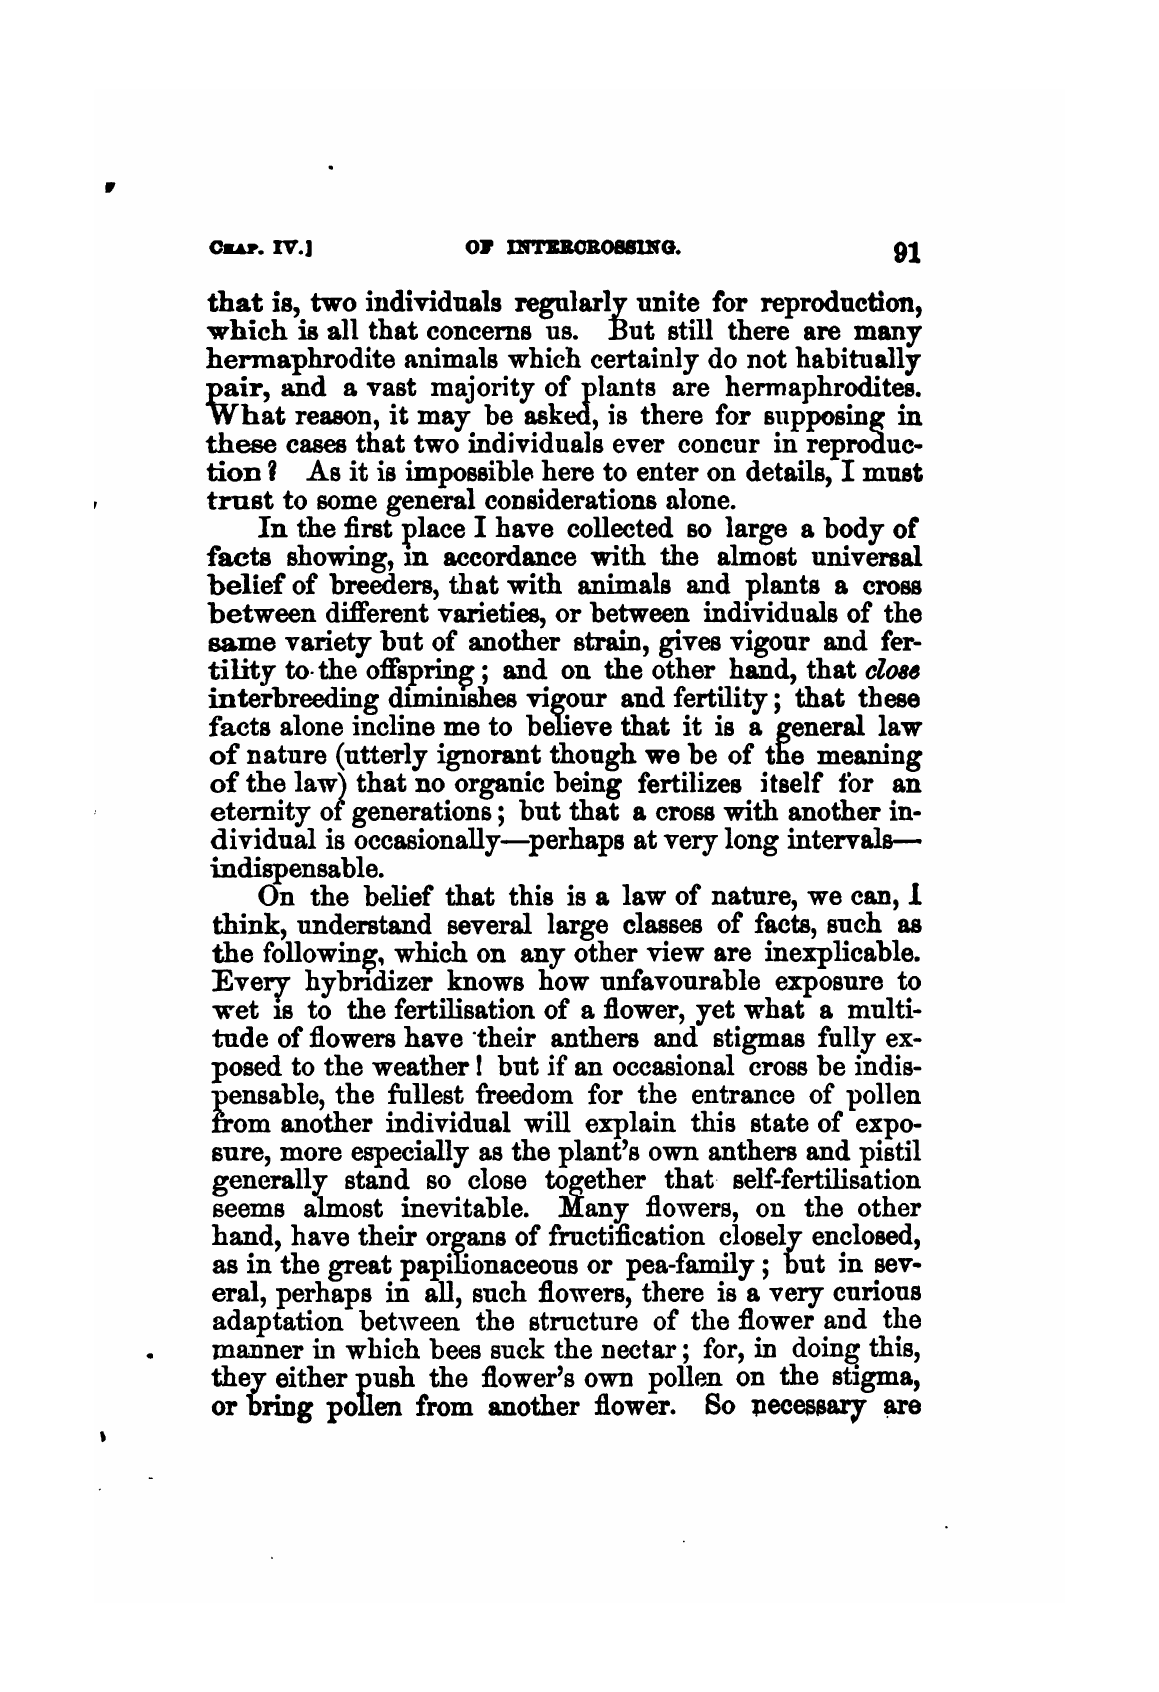 CHAP. IV.] OF INTERCROSSING. 91
that is, two individuals regularly unite for reproduction,
which is all that concerns us. But still there are many
hermaphrodite animals which certainly do not habitually
pair, and a vast majority of plants are hermaphrodites.
What reason, it may be asked, is there for supposing in
these cases that two individuals ever concur in reproduc-
tion? As it is impossible here to enter on details, I must
trust to some general considerations alone.
In the first place I have collected so large a body of
facts showing, in accordance with the almost universal
belief of breeders, that with animals and plants a cross
between different varieties, or between individuals of the
same variety but of another strain, gives vigour and fer-
tility to the offspring; and on the other hand, that close
interbreeding diminishes vigour and fertility; that these
facts alone incline me to believe that it is a general law
of nature (utterly ignorant though we be of the meaning
of the law) that no organic being fertilizes itself for an
eternity of generations; but that a cross with another in-
dividual is occasionally—perhaps at very long intervals—
indispensable.
On the belief that this is a law of nature, we can, I
think, understand several large classes of facts, such as
the following, which on any other view are inexplicable.
Every hybridizer knows how unfavourable exposure to
wet is to the fertilisation of a flower, yet what a multi-
tude of flowers have their anthers and stigmas fully ex-
posed to the weather! but if an occasional cross be indis-
pensable, the fullest freedom for the entrance of pollen
from another individual will explain this state of expo-
sure, more especially as the plant's own anthers and pistil
generally stand so close together that self-fertilisation
seems almost inevitable. Many flowers, on the other
hand, have their organs of fructification closely enclosed,
as in the great papilionaceous or pea-family; but in sev-
eral, perhaps in all, such flowers, there is a very curious
adaptation between the structure of the flower and the
manner in which bees suck the nectar; for, in doing this,
they either push the flower's own pollen on the stigma,
or bring pollen from another flower. So necessary are